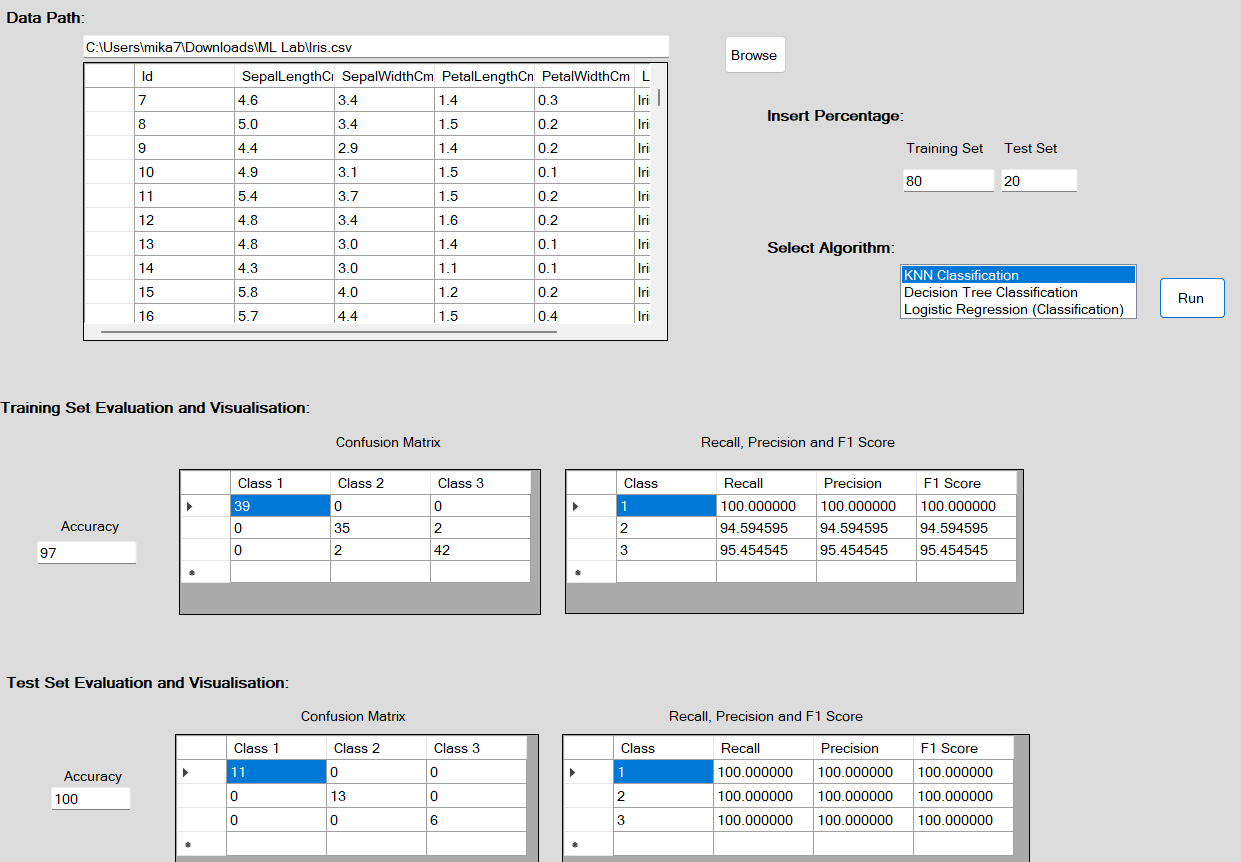 Data Path:
C:\Users\mika7\Downloads\ML Lab\Iris.csv
Browse
Id SepalLengthCı SepalWidthCm PetalLengthCm PetalWidthCm L
7 4.6 3.4 1.4 0.3 Iri
8 5.0 3.4 1.5 0.2 Iri
9 4.4 2.9 1.4 0.2 Iri
10 4.9 3.1 1.5 0.1 Iri
11 5.4 3.7 1.5 0.2 Iri
12 4.8 3.4 1.6 0.2 Iri
13 4.8 3.0 1.4 0.1 Iri
14 4.3 3.0 1.1 0.1 Iri
15 5.8 4.0 1.2 0.2 Iri
16 5.7 4.4 1.5 0.4 Iri
Insert Percentage:
Training Set Test Set
80 20
Select Algorithm:
KNN Classification
Decision Tree Classification
Logistic Regression (Classification)
Run
Training Set Evaluation and Visualisation:
Confusion Matrix
Accuracy
97
Class 1 Class 2 Class 3
39 0 0
0 35 2
0 2 42
Recall, Precision and F1 Score
Class Recall Precision F1 Score
1 100.000000 100.000000 100.000000
2 94.594595 94.594595 94.594595
3 95.454545 95.454545 95.454545
Test Set Evaluation and Visualisation:
Confusion Matrix
Accuracy
100
Class 1 Class 2 Class 3
11 0 0
0 13 0
0 0 6
Recall, Precision and F1 Score
Class Recall Precision F1 Score
1 100.000000 100.000000 100.000000
2 100.000000 100.000000 100.000000
3 100.000000 100.000000 100.000000